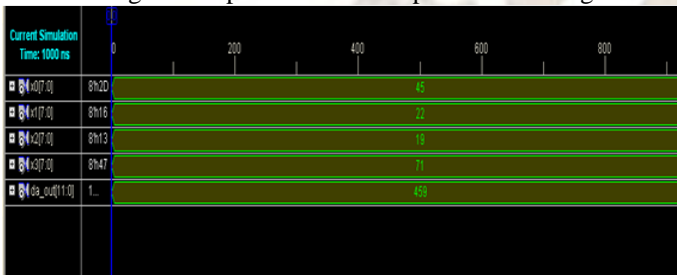 Current Simulation
Time: 1000 ns
0 200 400 600 800
x0[7:0] 8'h2D 45
x1[7:0] 8'h16 22
x2[7:0] 8'h13 19
x3[7:0] 8'h47 71
da_out[11:0] 1... 459